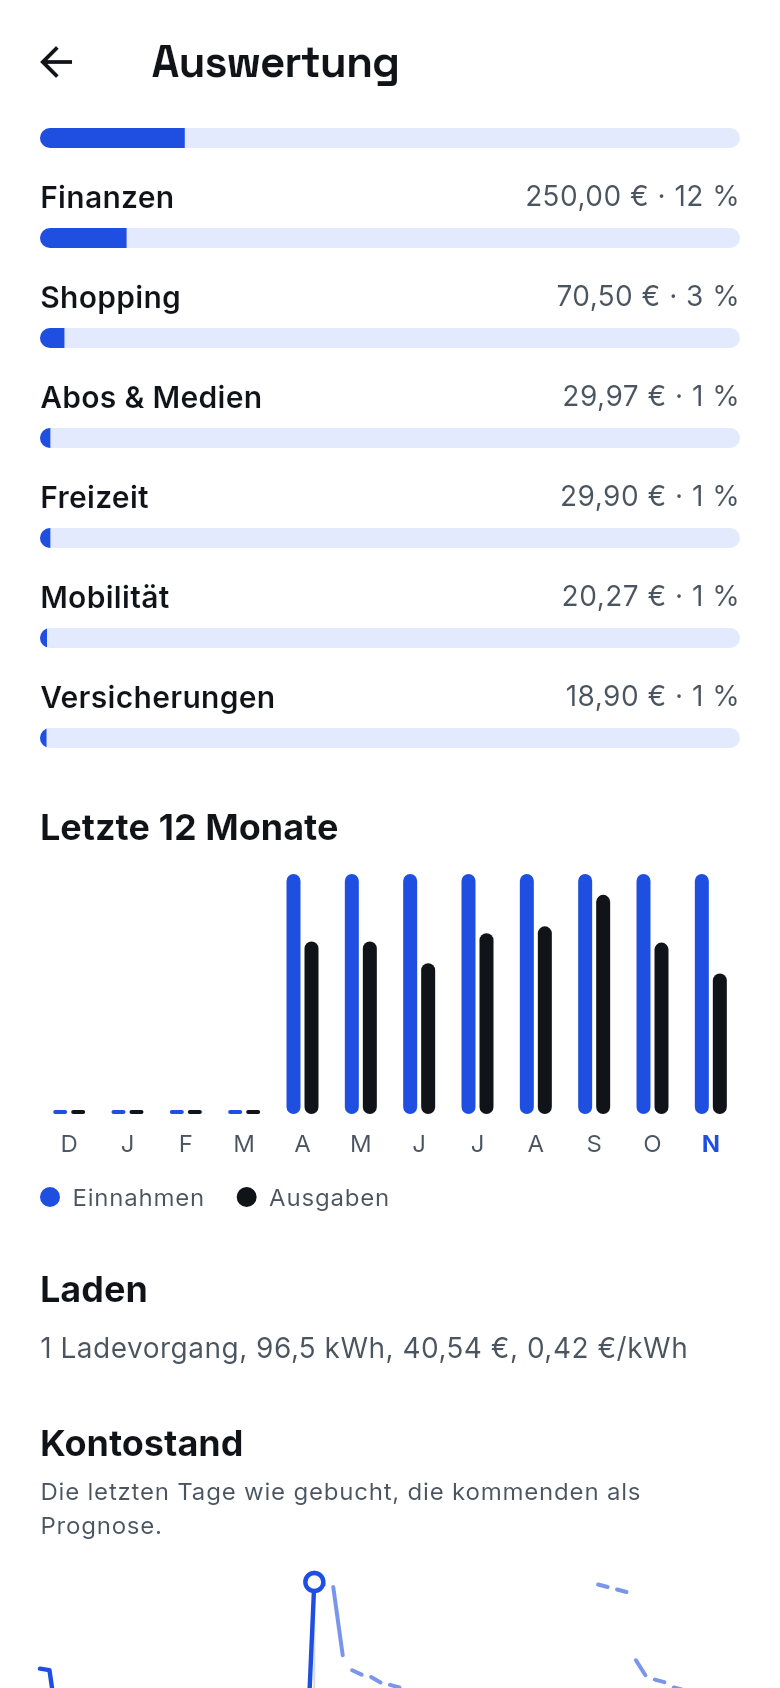 Auswertung
Finanzen 250,00 € · 12 %
Shopping 70,50 € · 3 %
Abos & Medien 29,97 € · 1 %
Freizeit 29,90 € · 1 %
Mobilität 20,27 € · 1 %
Versicherungen 18,90 € · 1 %
Letzte 12 Monate
D J F M A M J J A S O N
Einnahmen Ausgaben
Laden
1 Ladevorgang, 96,5 kWh, 40,54 €, 0,42 €/kWh
Kontostand
Die letzten Tage wie gebucht, die kommenden als
Prognose.